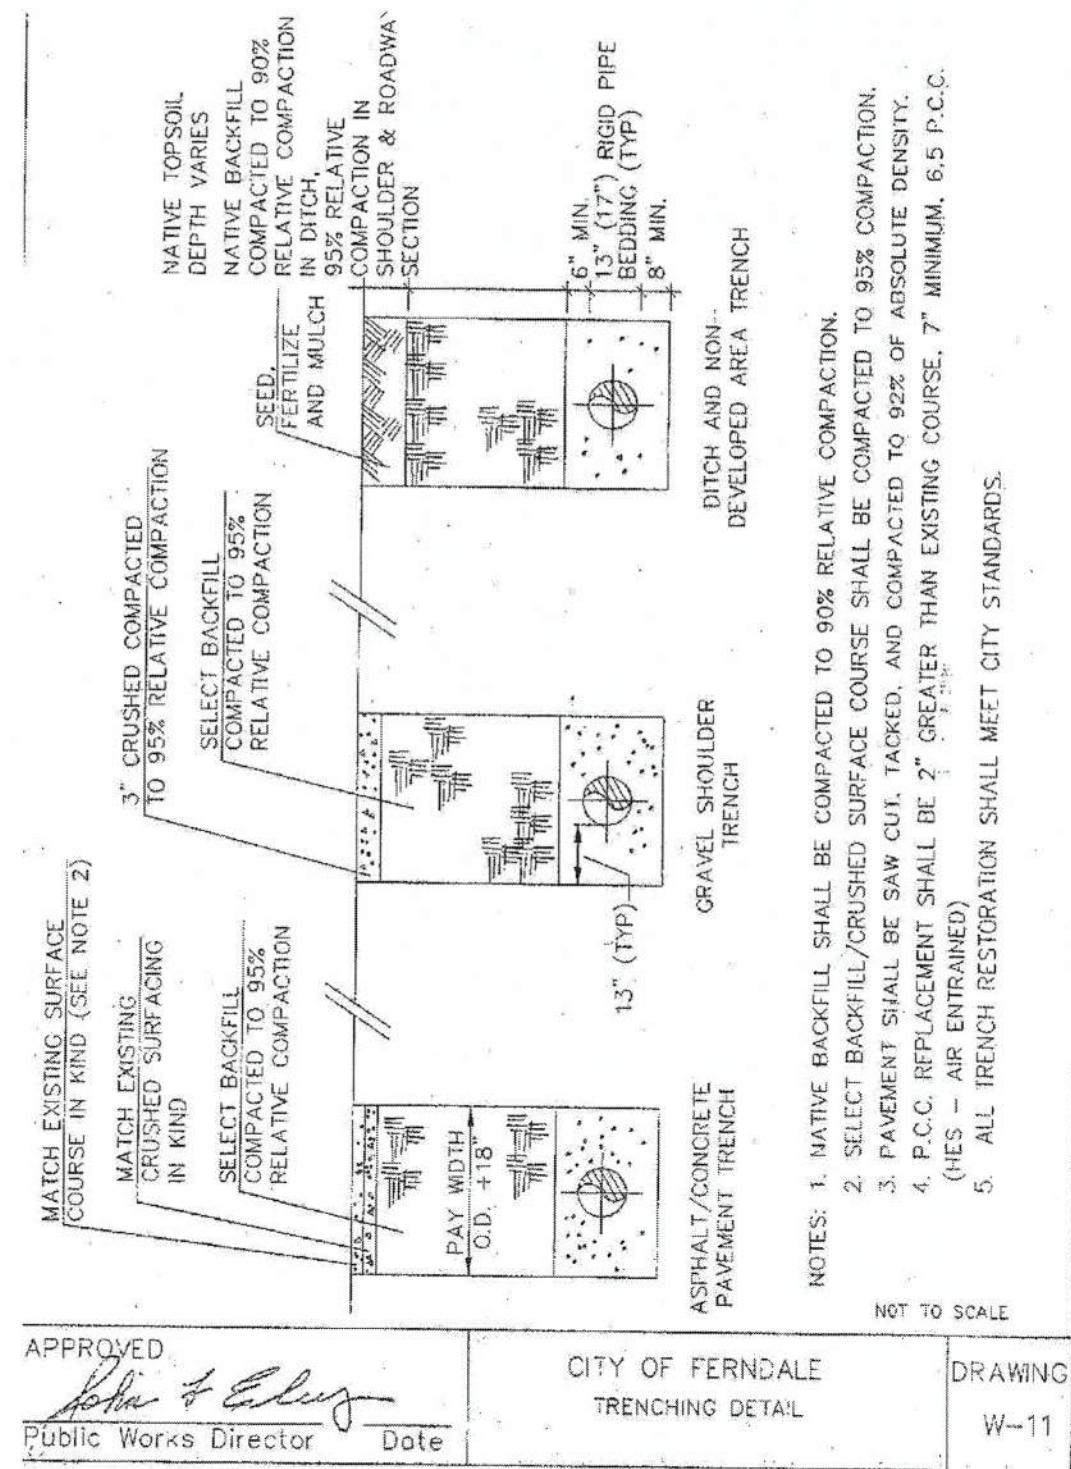 MATCH EXISTING SURFACE
COURSE IN KIND (SEE NOTE 2)
MATCH EXISTING
CRUSHED SURFACING
IN KIND
SELECT BACKFILL
COMPACTED TO 95%
RELATIVE COMPACTION
PAY WIDTH
O.D. +18"
ASPHALT/CONCRETE
PAVEMENT TRENCH
3" CRUSHED COMPACTED
TO 95% RELATIVE COMPACTION
SELECT BACKFILL
COMPACTED TO 95%
RELATIVE COMPACTION
13" (TYP)
GRAVEL SHOULDER
TRENCH
NATIVE TOPSOIL
DEPTH VARIES
NATIVE BACKFILL
COMPACTED TO 90%
RELATIVE COMPACTION
IN DITCH,
95% RELATIVE
COMPACTION IN
SHOULDER & ROADWA
SECTION
SEED,
FERTILIZE
AND MULCH
6" MIN.
13" (17") RIGID PIPE
BEDDING (TYP)
8" MIN.
DITCH AND NON-
DEVELOPED AREA TRENCH
NOTES: 1. NATIVE BACKFILL SHALL BE COMPACTED TO 90% RELATIVE COMPACTION.
2. SELECT BACKFILL/CRUSHED SURFACE COURSE SHALL BE COMPACTED TO 95% COMPACTION.
3. PAVEMENT SHALL BE SAW CUT, TACKED, AND COMPACTED TO 92% OF ABSOLUTE DENSITY.
4. P.C.C. REPLACEMENT SHALL BE 2" GREATER THAN EXISTING COURSE, 7" MINIMUM, 6.5 P.C.C.
(HES - AIR ENTRAINED)
5. ALL TRENCH RESTORATION SHALL MEET CITY STANDARDS.
NOT TO SCALE
APPROVED
Public Works Director Date
CITY OF FERNDALE
TRENCHING DETAIL
DRAWING
W-11